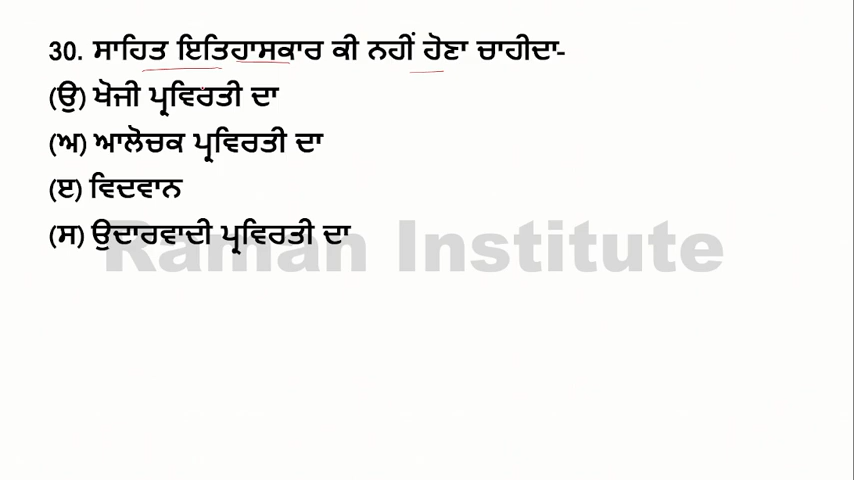 30. ਸਾਹਿਤ ਇਤਿਹਾਸਕਾਰ ਕੀ ਨਹੀਂ ਹੋਣਾ ਚਾਹੀਦਾ-
(ੳ) ਖੋਜੀ ਪ੍ਰਵਿਰਤੀ ਦਾ
(ਅ) ਆਲੋਚਕ ਪ੍ਰਵਿਰਤੀ ਦਾ
(ੲ) ਵਿਦਵਾਨ
(ਸ) ਉਦਾਰਵਾਦੀ ਪ੍ਰਵਿਰਤੀ ਦਾ
Raman Institute